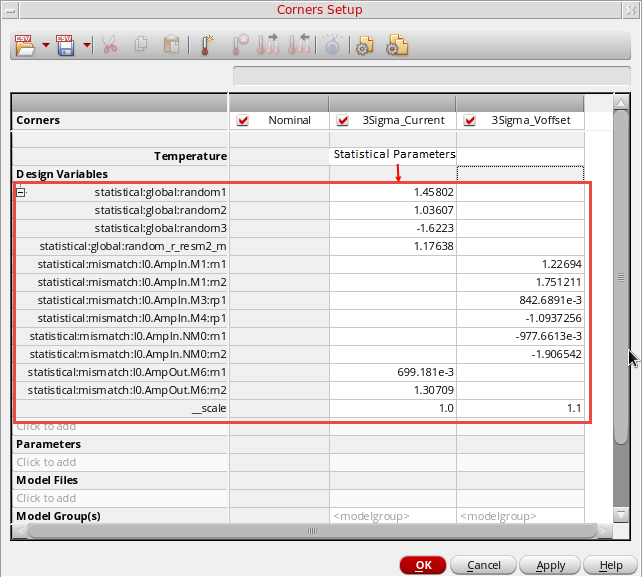 Corners Setup
Corners Nominal 3Sigma_Current 3Sigma_Voffset
Temperature Statistical Parameters
Design Variables
statistical:global:random1 1.45802
statistical:global:random2 1.03607
statistical:global:random3 -1.6223
statistical:global:random_r_resm2_m 1.17638
statistical:mismatch:I0.AmpIn.M1:rn1 1.22694
statistical:mismatch:I0.AmpIn.M1:rn2 1.751211
statistical:mismatch:I0.AmpIn.M3:rp1 842.6891e-3
statistical:mismatch:I0.AmpIn.M4:rp1 -1.0937256
statistical:mismatch:I0.AmpIn.NM0:rn1 -977.6613e-3
statistical:mismatch:I0.AmpIn.NM0:rn2 -1.906542
statistical:mismatch:I0.AmpOut.M6:rn1 699.181e-3
statistical:mismatch:I0.AmpOut.M6:rn2 1.30709
__scale 1.0 1.1
Click to add
Parameters
Click to add
Model Files
Click to add
Model Group(s) <modelgroup> <modelgroup>
OK Cancel Apply Help